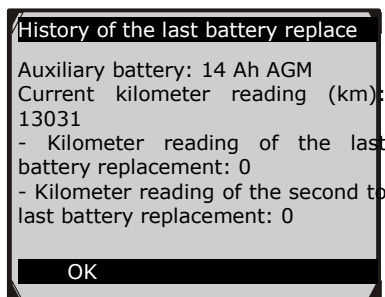 History of the last battery replace
Auxiliary battery: 14 Ah AGM
Current kilometer reading (km):
13031
- Kilometer reading of the last
battery replacement: 0
- Kilometer reading of the second to
last battery replacement: 0
OK